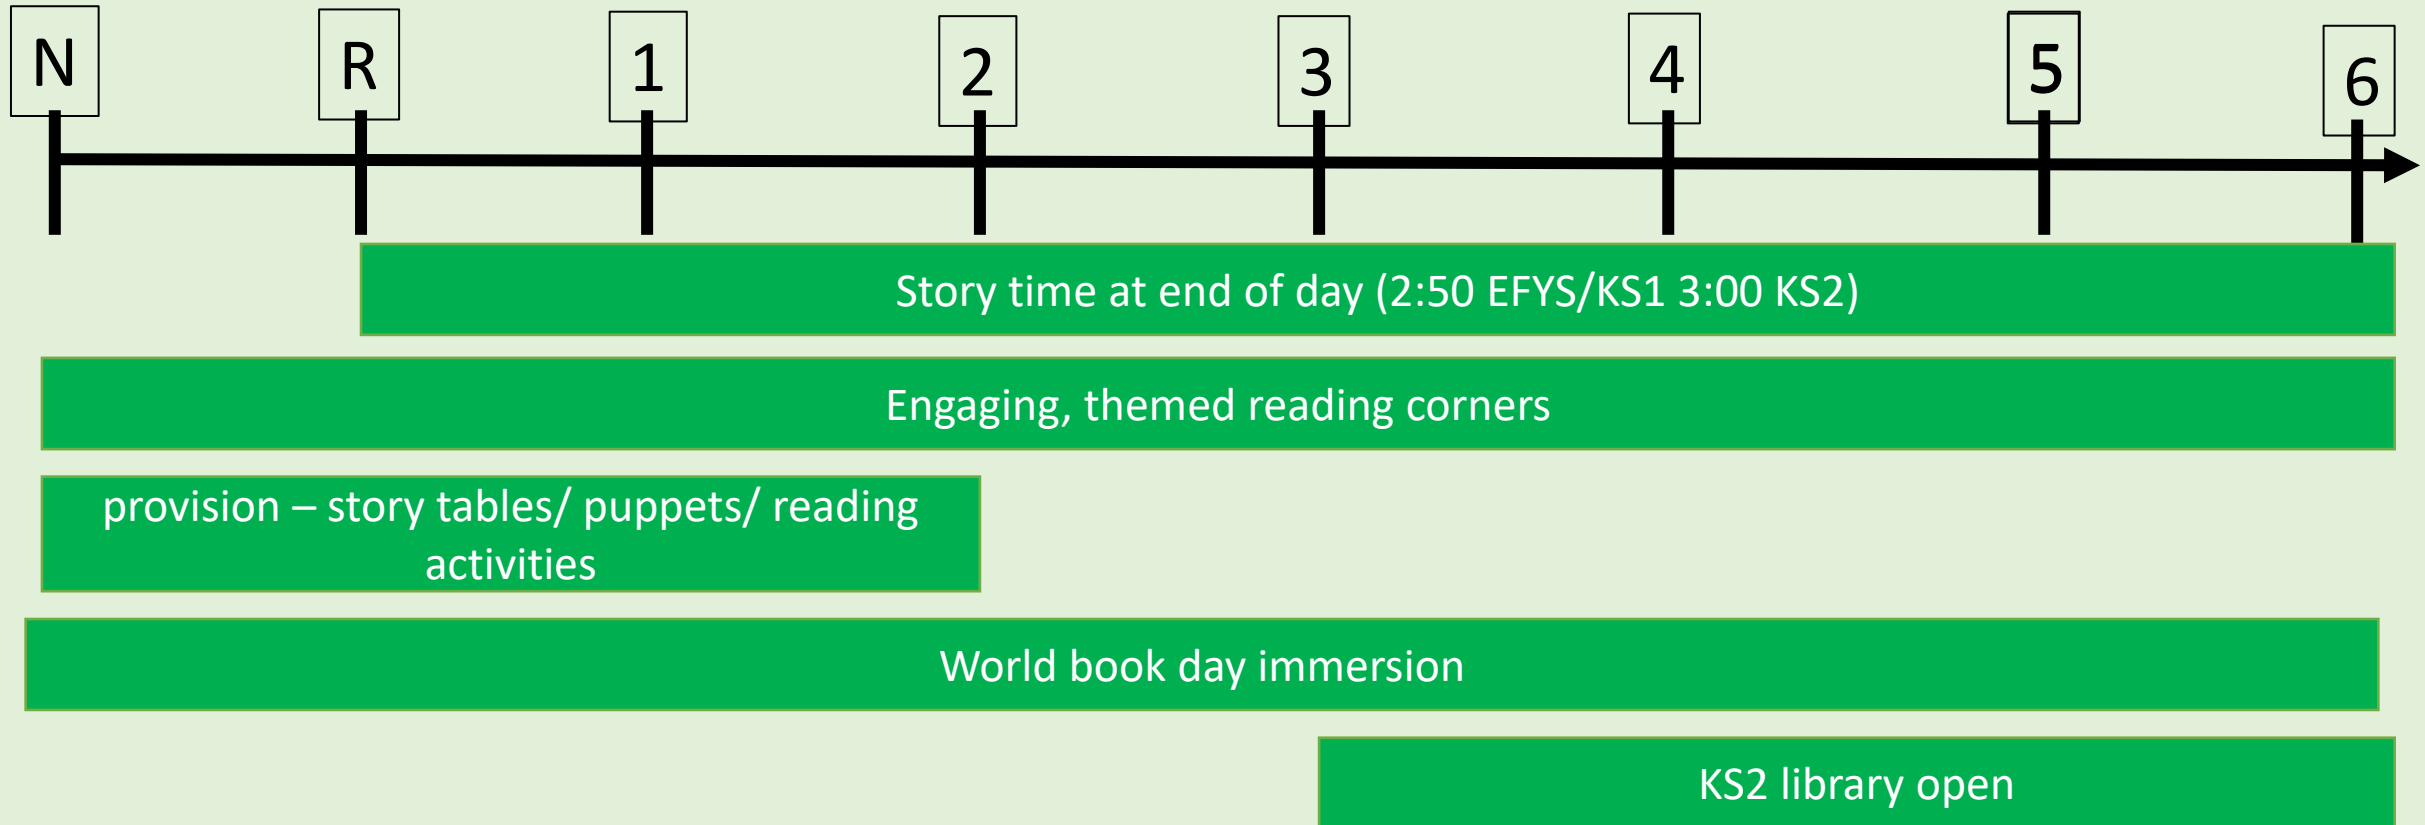 N
R
1
2
3
4
5
6
Story time at end of day (2:50 EFYS/KS1 3:00 KS2)
Engaging, themed reading corners
provision – story tables/ puppets/ reading
activities
World book day immersion
KS2 library open